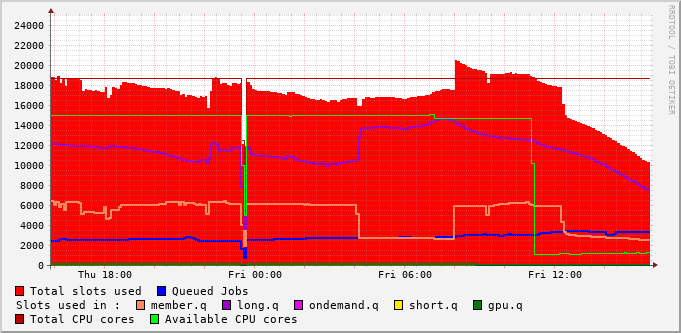 RRDTOOL / TOBI OETIKER
24000
22000
20000
18000
16000
14000
12000
10000
8000
6000
4000
2000
0
Thu 18:00 Fri 00:00 Fri 06:00 Fri 12:00
Total slots used Queued Jobs
Slots used in : member.q long.q ondemand.q short.q gpu.q
Total CPU cores Available CPU cores